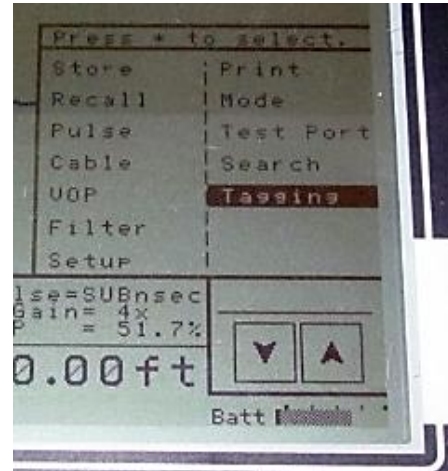 Press * to select.
Store Print
Recall Mode
Pulse Test Port
Cable Search
VOP Tagging
Filter
Setup
lse=SUBnsec
Gain= 4x
P = 51.7%
0.00ft
Batt